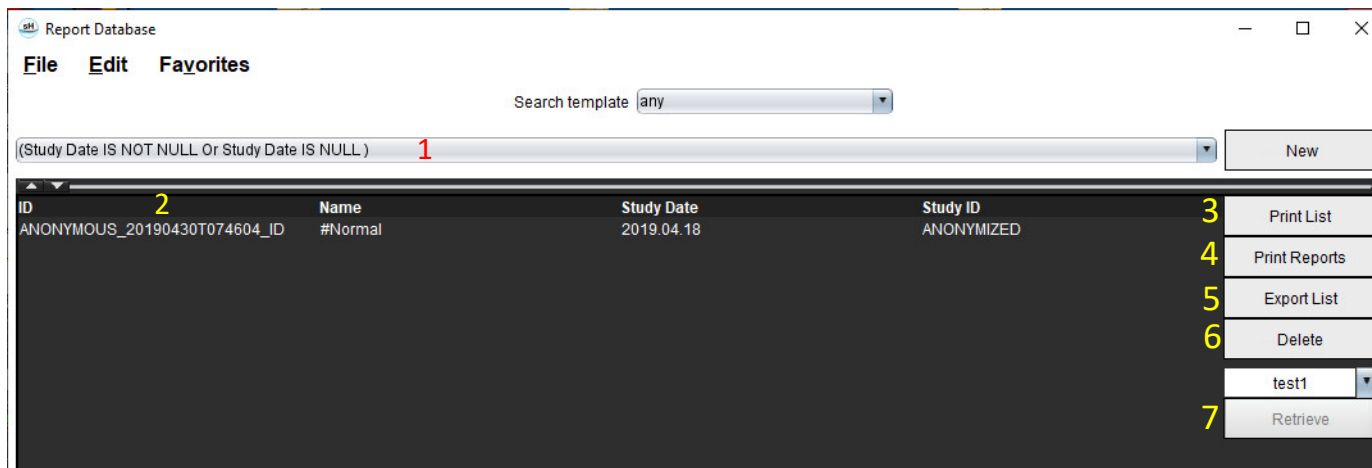 sH Report Database
File Edit Favorites
Search template any
(Study Date IS NOT NULL Or Study Date IS NULL ) 1 New
ID 2 Name Study Date Study ID 3 Print List
ANONYMOUS_20190430T074604_ID #Normal 2019.04.18 ANONYMIZED
4 Print Reports
5 Export List
6 Delete
test1
7 Retrieve